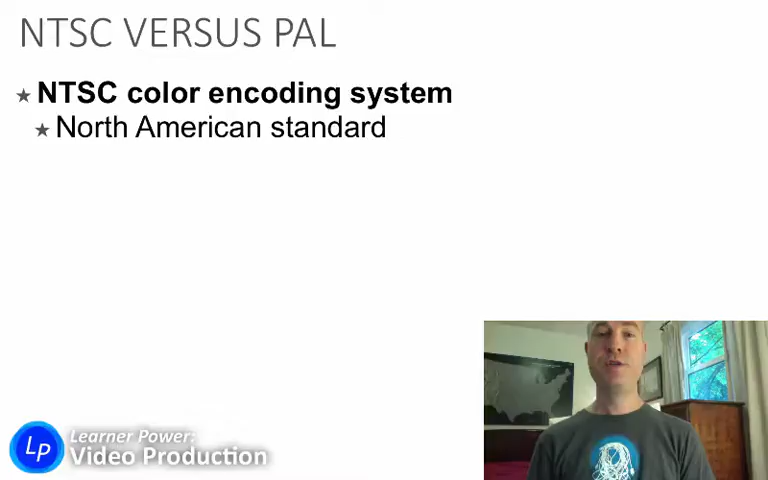 NTSC VERSUS PAL
★ NTSC color encoding system
★ North American standard
LP
Learner Power:
Video Production